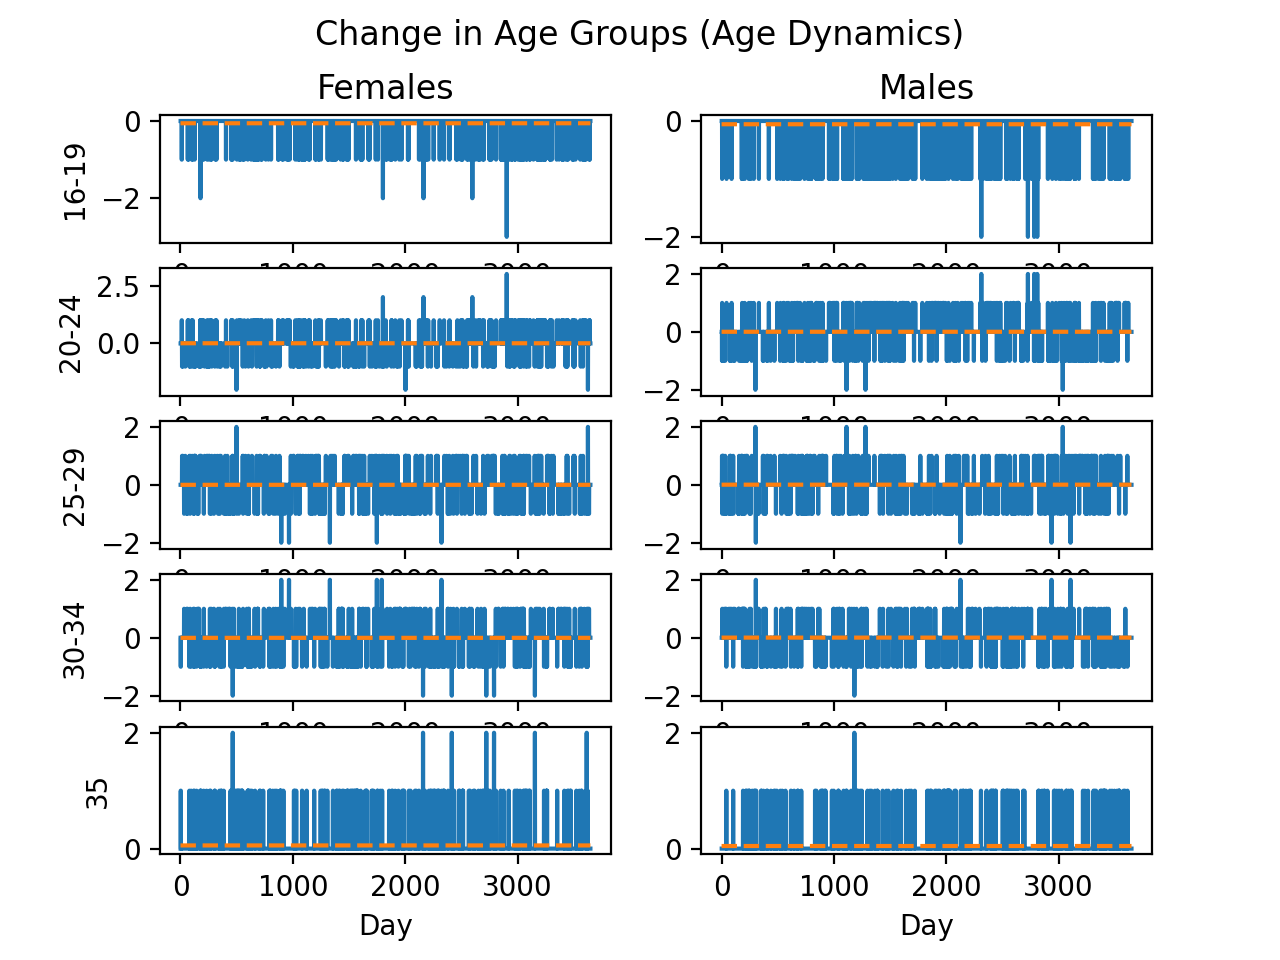 Change in Age Groups (Age Dynamics)
Females Males
16-19 0 −2 0 −2
20-24 2.5 0.0 2 0 −2
25-29 2 0 −2 2 0 −2
30-34 2 0 −2 2 0 −2
35 2 0 2 0
0 1000 2000 3000 0 1000 2000 3000
Day Day